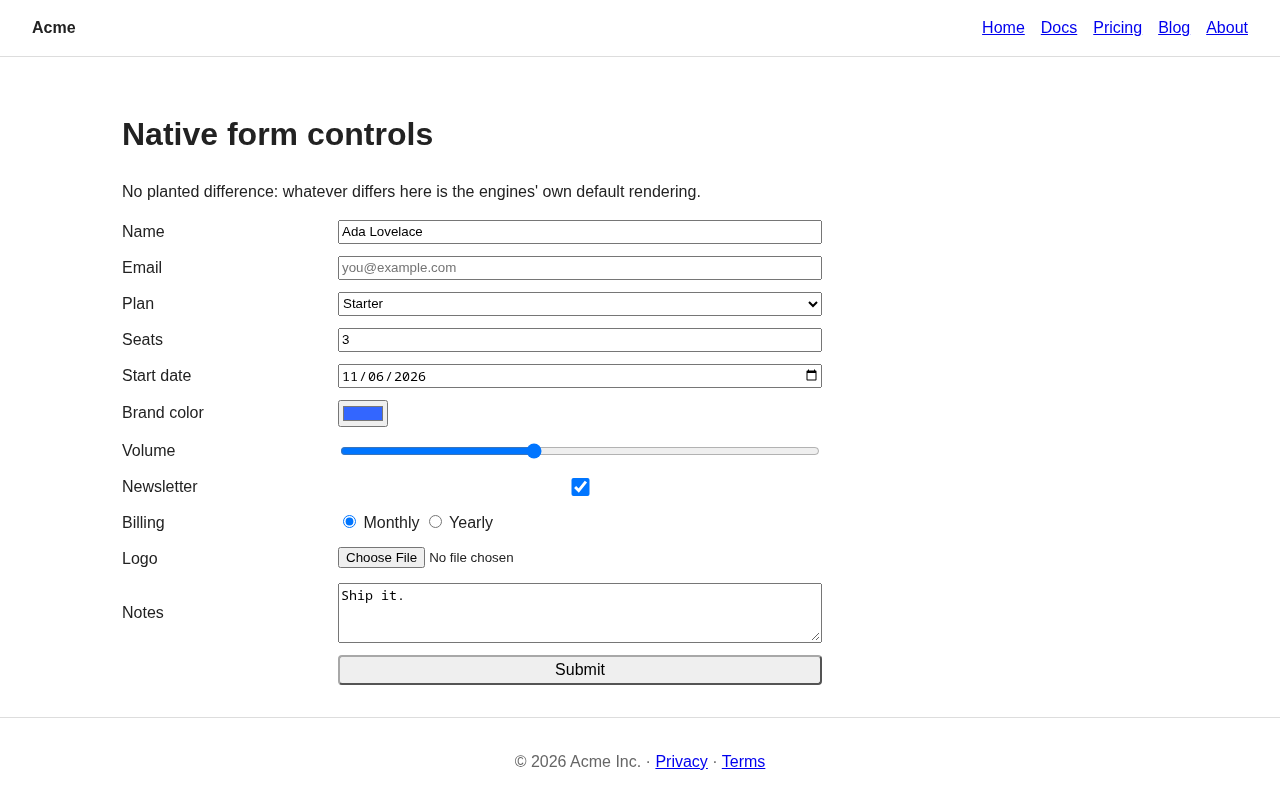 Acme
Home Docs Pricing Blog About
Native form controls
No planted difference: whatever differs here is the engines' own default rendering.
Name Ada Lovelace
Email you@example.com
Plan Starter
Seats 3
Start date 11/06/2026
Brand color
Volume
Newsletter
Billing Monthly Yearly
Logo Choose File No file chosen
Notes Ship it.
Submit
© 2026 Acme Inc. · Privacy · Terms